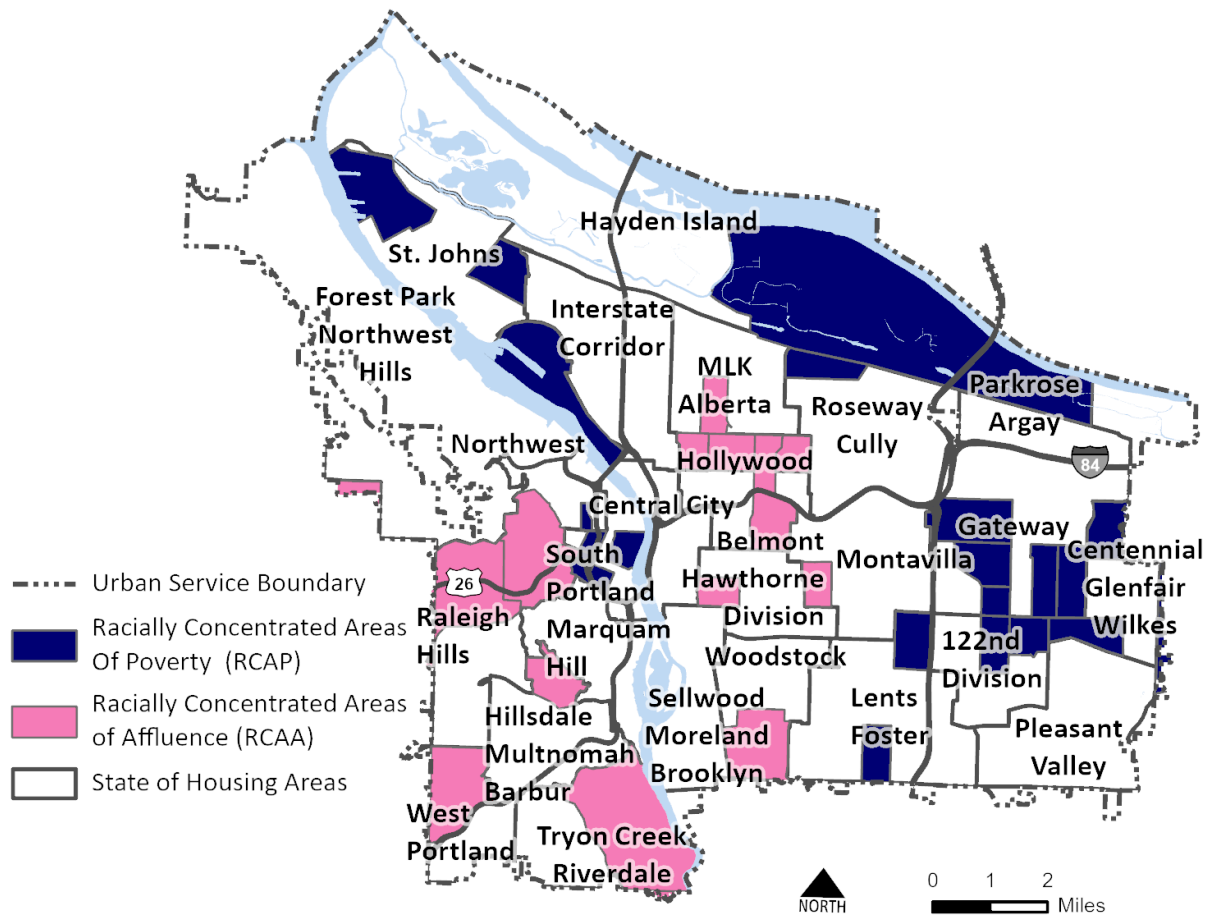 Hayden Island
St. Johns
Forest Park
Northwest
Hills
Interstate
Corridor
MLK
Alberta
Parkrose
Argay
Roseway
Cully
Northwest
Hollywood
84
Central City
Belmont
Gateway
South
Portland
Montavilla
Centennial
Glenfair
Wilkes
26
Raleigh
Hills
Hawthorne
Division
Marquam
Hill
122nd
Division
Woodstock
Sellwood
Moreland
Brooklyn
Lents
Foster
Hillsdale
Multnomah
Barbur
Pleasant
Valley
West
Portland
Tryon Creek
Riverdale
Urban Service Boundary
Racially Concentrated Areas
Of Poverty (RCAP)
Racially Concentrated Areas
of Affluence (RCAA)
State of Housing Areas
NORTH
0 1 2
Miles